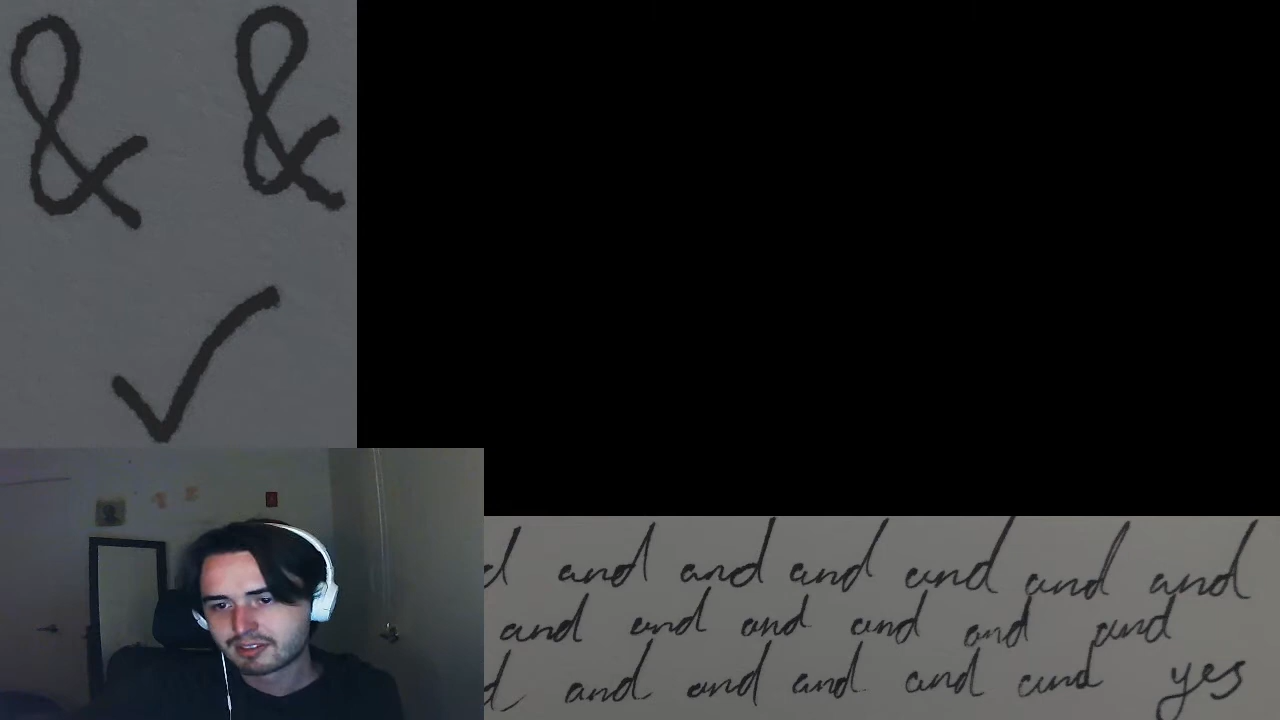 & &
✓
and and and and and and
and and and and and and
and and and and and yes